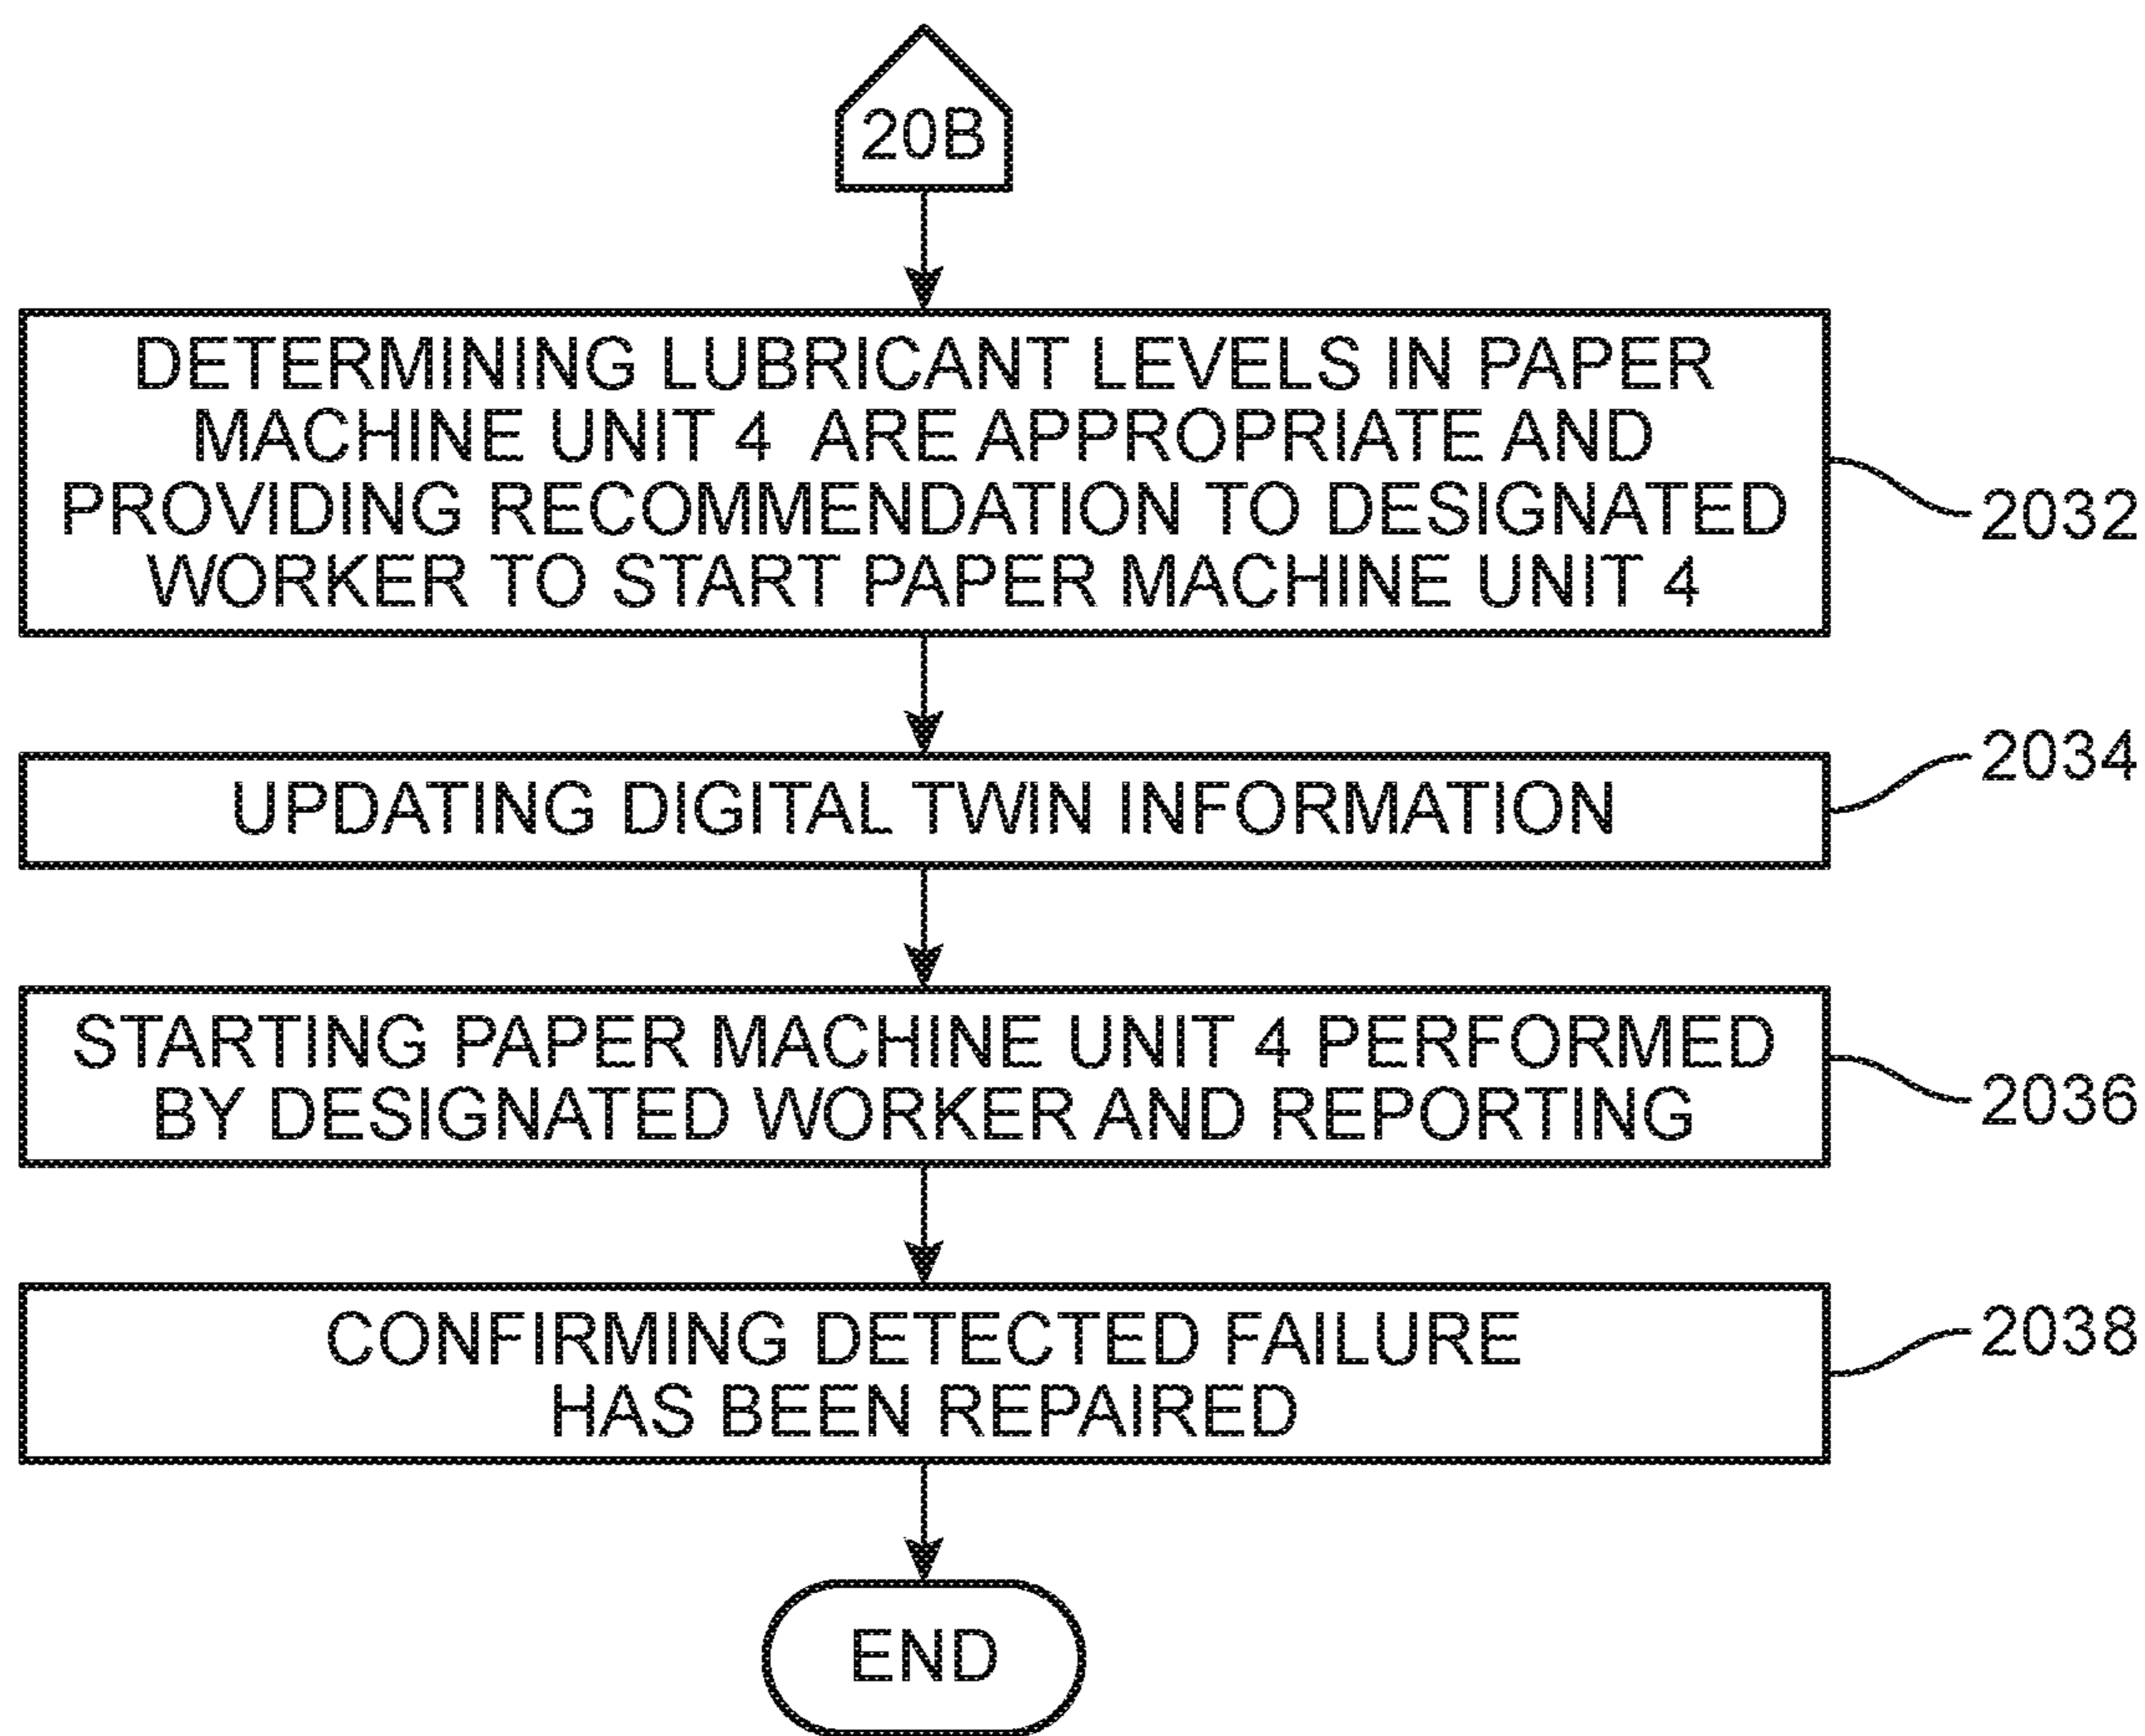 20B
DETERMINING LUBRICANT LEVELS IN PAPER
MACHINE UNIT 4 ARE APPROPRIATE AND
PROVIDING RECOMMENDATION TO DESIGNATED
WORKER TO START PAPER MACHINE UNIT 4
2032
UPDATING DIGITAL TWIN INFORMATION
2034
STARTING PAPER MACHINE UNIT 4 PERFORMED
BY DESIGNATED WORKER AND REPORTING
2036
CONFIRMING DETECTED FAILURE
HAS BEEN REPAIRED
2038
END